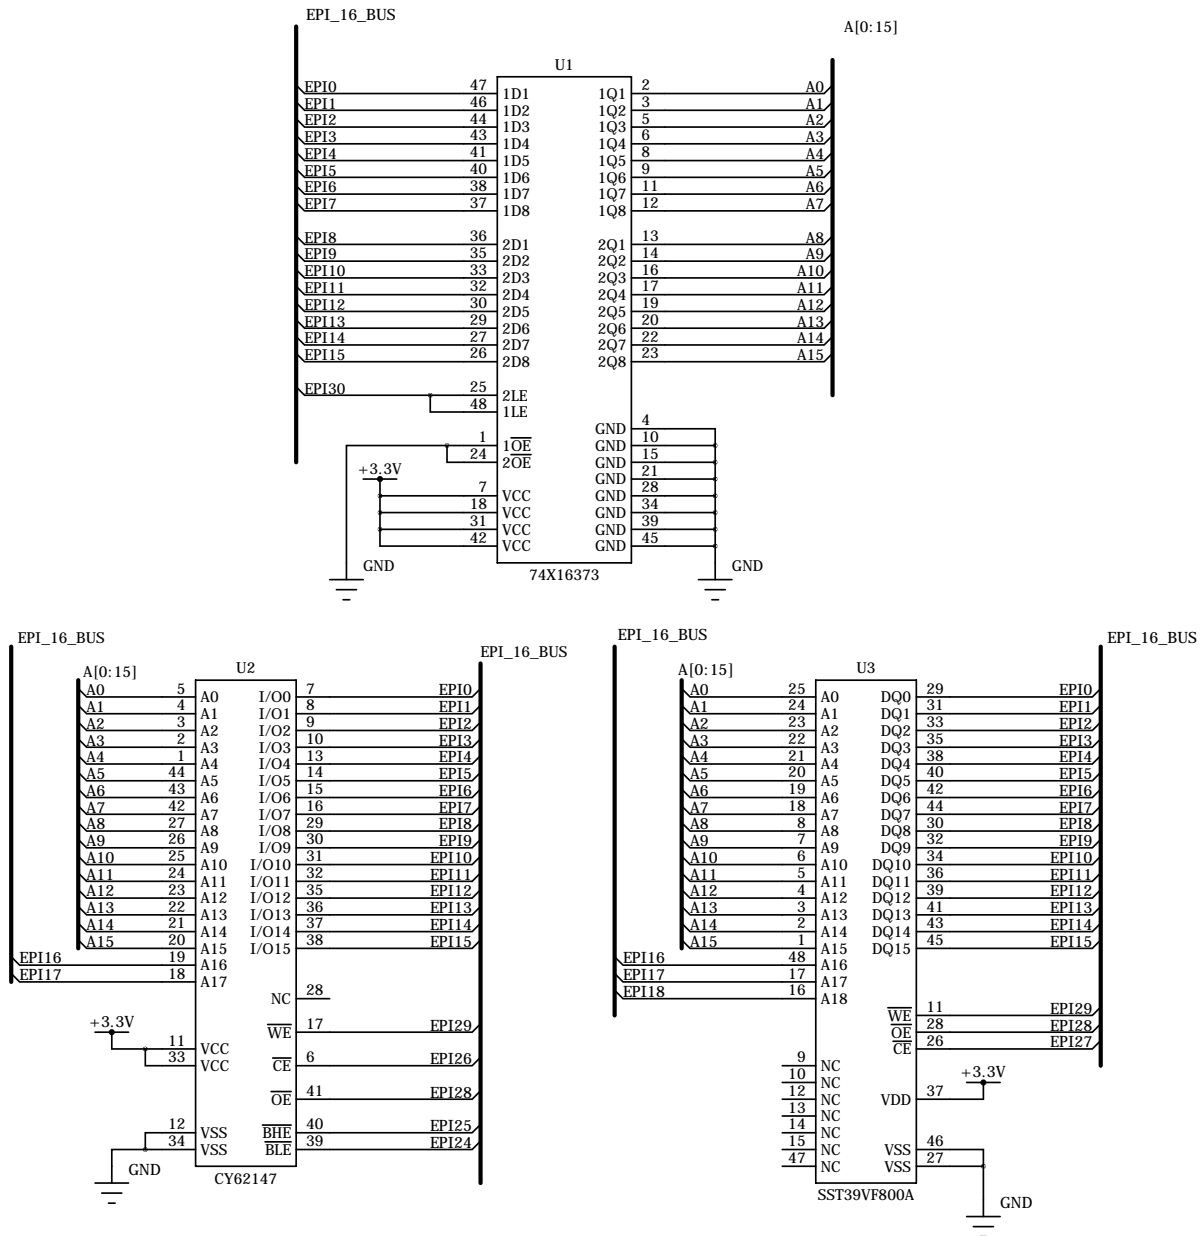 EPI_16_BUS
A[0:15]
U1
EPI0 47 1D1 1Q1 2 A0
EPI1 46 1D2 1Q2 3 A1
EPI2 44 1D3 1Q3 5 A2
EPI3 43 1D4 1Q4 6 A3
EPI4 41 1D5 1Q5 8 A4
EPI5 40 1D6 1Q6 9 A5
EPI6 38 1D7 1Q7 11 A6
EPI7 37 1D8 1Q8 12 A7
EPI8 36 2D1 2Q1 13 A8
EPI9 35 2D2 2Q2 14 A9
EPI10 33 2D3 2Q3 16 A10
EPI11 32 2D4 2Q4 17 A11
EPI12 30 2D5 2Q5 19 A12
EPI13 29 2D6 2Q6 20 A13
EPI14 27 2D7 2Q7 22 A14
EPI15 26 2D8 2Q8 23 A15
EPI30 25 2LE
48 1LE
GND 4
1 1OE GND 10
24 2OE GND 15
+3.3V GND 21
7 VCC GND 28
18 VCC GND 34
31 VCC GND 39
42 VCC GND 45
GND GND
74X16373
EPI_16_BUS
EPI_16_BUS
A[0:15]
U2
A0 5 A0 I/O0 7 EPI0
A1 4 A1 I/O1 8 EPI1
A2 3 A2 I/O2 9 EPI2
A3 2 A3 I/O3 10 EPI3
A4 1 A4 I/O4 13 EPI4
A5 44 A5 I/O5 14 EPI5
A6 43 A6 I/O6 15 EPI6
A7 42 A7 I/O7 16 EPI7
A8 27 A8 I/O8 29 EPI8
A9 26 A9 I/O9 30 EPI9
A10 25 A10 I/O10 31 EPI10
A11 24 A11 I/O11 32 EPI11
A12 23 A12 I/O12 35 EPI12
A13 22 A13 I/O13 36 EPI13
A14 21 A14 I/O14 37 EPI14
A15 20 A15 I/O15 38 EPI15
EPI16 19 A16
EPI17 18 A17
NC 28
+3.3V WE 17 EPI29
11 VCC
33 VCC CE 6 EPI26
OE 41 EPI28
12 VSS BHE 40 EPI25
34 VSS BLE 39 EPI24
GND
CY62147
EPI_16_BUS
EPI_16_BUS
A[0:15]
U3
A0 25 A0 DQ0 29 EPI0
A1 24 A1 DQ1 31 EPI1
A2 23 A2 DQ2 33 EPI2
A3 22 A3 DQ3 35 EPI3
A4 21 A4 DQ4 38 EPI4
A5 20 A5 DQ5 40 EPI5
A6 19 A6 DQ6 42 EPI6
A7 18 A7 DQ7 44 EPI7
A8 8 A8 DQ8 30 EPI8
A9 7 A9 DQ9 32 EPI9
A10 6 A10 DQ10 34 EPI10
A11 5 A11 DQ11 36 EPI11
A12 4 A12 DQ12 39 EPI12
A13 3 A13 DQ13 41 EPI13
A14 2 A14 DQ14 43 EPI14
A15 1 A15 DQ15 45 EPI15
EPI16 48 A16
EPI17 17 A17
EPI18 16 A18
WE 11 EPI29
OE 28 EPI28
CE 26 EPI27
9 NC
10 NC +3.3V
12 NC VDD 37
13 NC
14 NC
15 NC VSS 46
47 NC VSS 27
SST39VF800A
GND